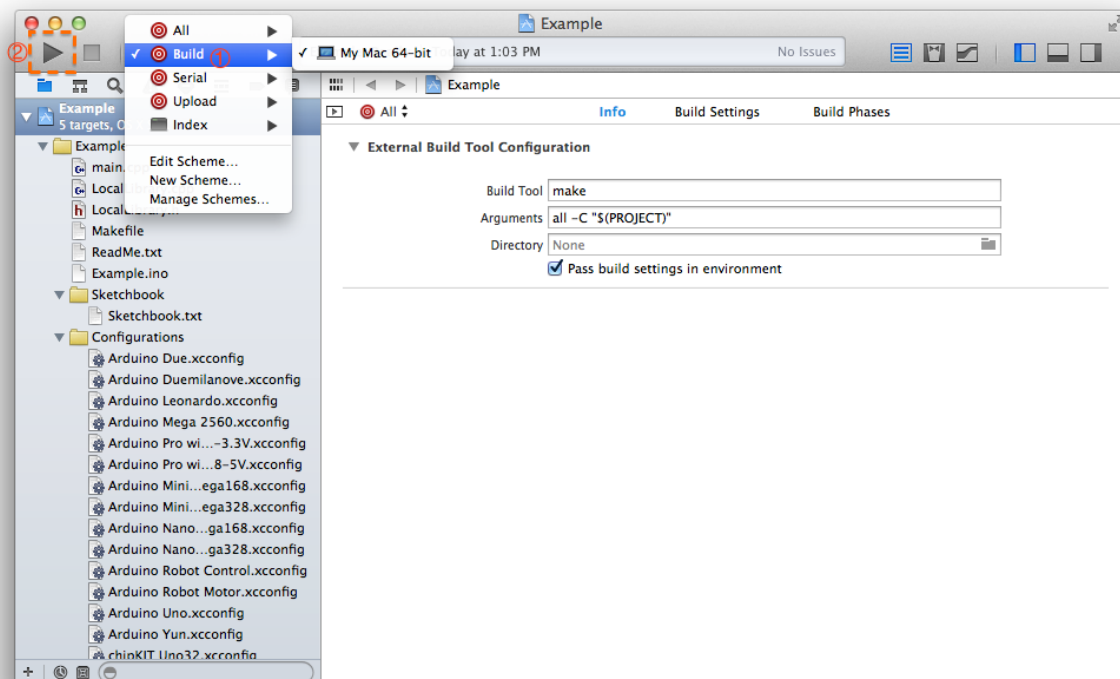 Example
②
All
✓ Build ①
Serial
Upload
Index
Edit Scheme...
New Scheme...
Manage Schemes...
✓ My Mac 64-bit
at 1:03 PM
No Issues
Example
5 targets, O
Example
main
Local
Local
Makefile
ReadMe.txt
Example.ino
Sketchbook
Sketchbook.txt
Configurations
Arduino Due.xcconfig
Arduino Duemilanove.xcconfig
Arduino Leonardo.xcconfig
Arduino Mega 2560.xcconfig
Arduino Pro wi...-3.3V.xcconfig
Arduino Pro wi...8-5V.xcconfig
Arduino Mini...ega168.xcconfig
Arduino Mini...ega328.xcconfig
Arduino Nano...ga168.xcconfig
Arduino Nano...ga328.xcconfig
Arduino Robot Control.xcconfig
Arduino Robot Motor.xcconfig
Arduino Uno.xcconfig
Arduino Yun.xcconfig
chipKIT Uno32.xcconfig
Example
All
Info Build Settings Build Phases
External Build Tool Configuration
Build Tool make
Arguments all -C "$(PROJECT)"
Directory None
Pass build settings in environment